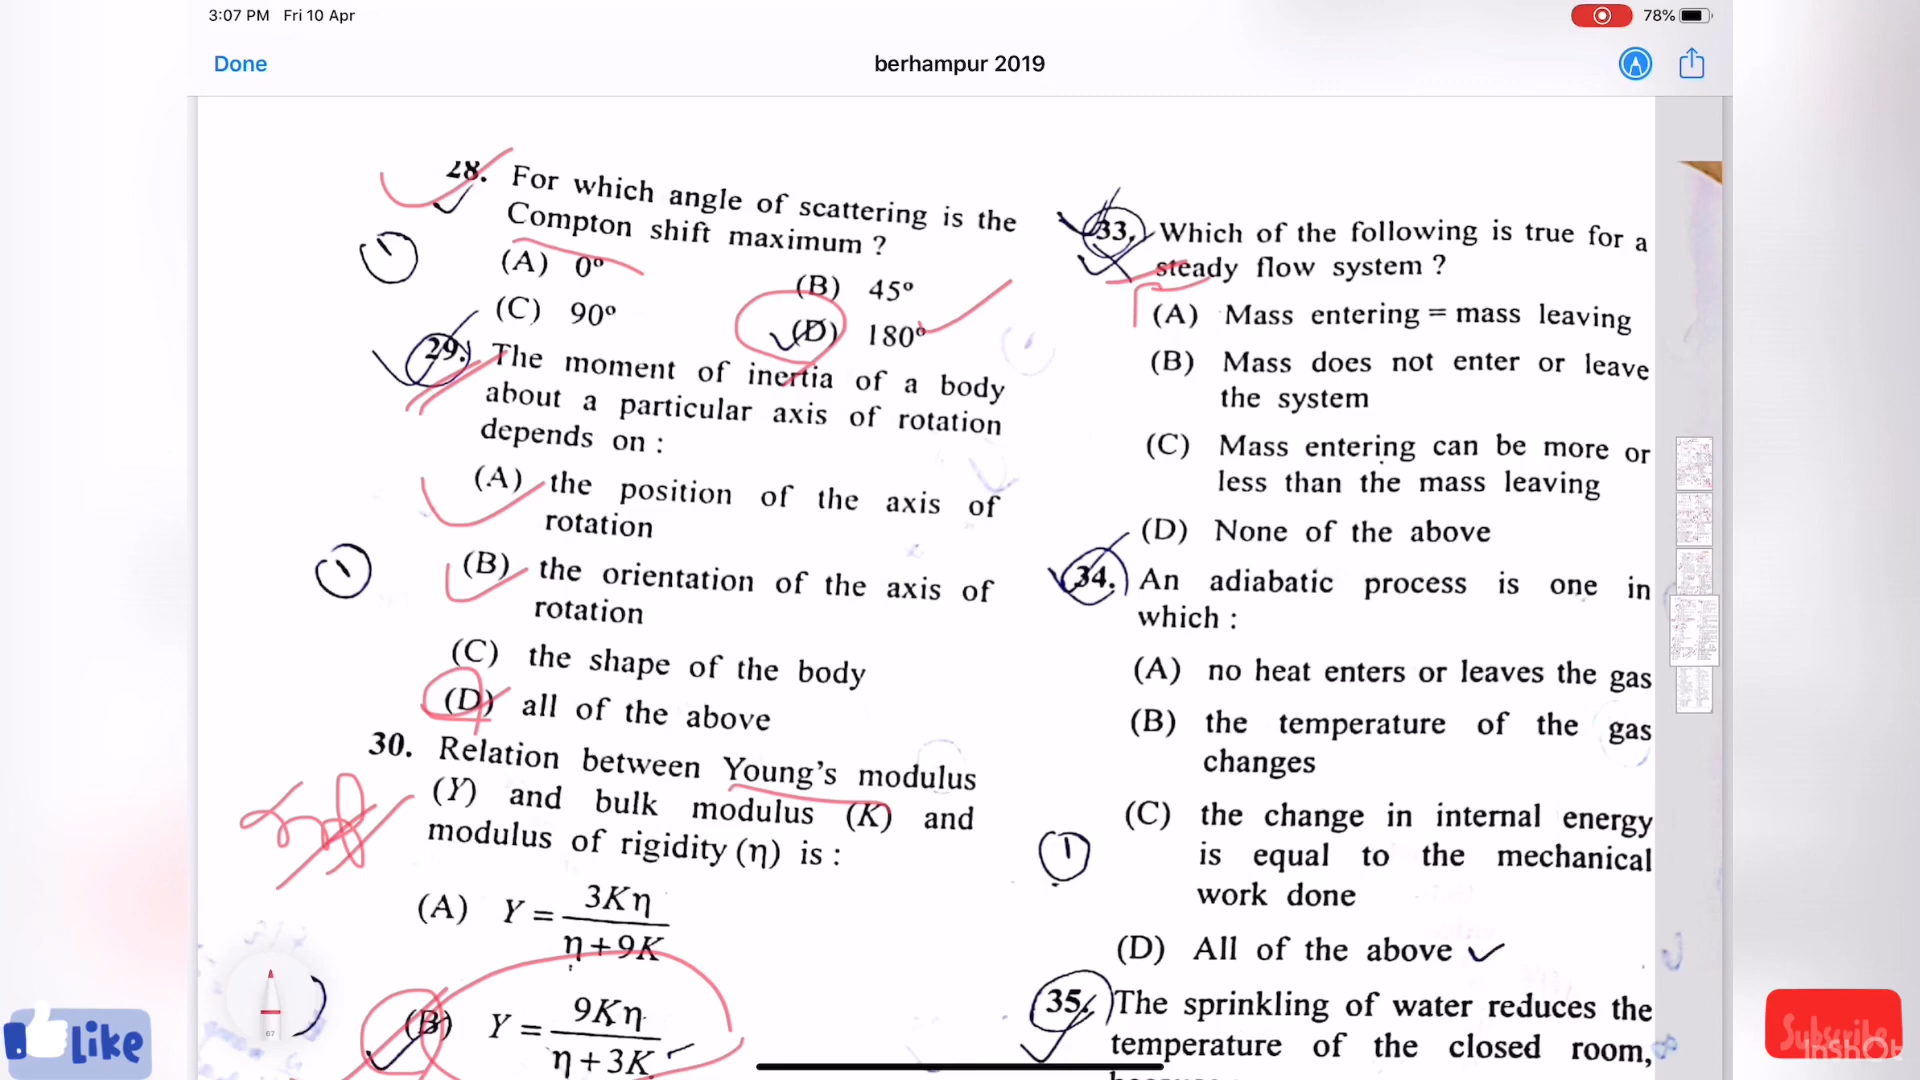 3:07 PM Fri 10 Apr
78%
Done
berhampur 2019
28. For which angle of scattering is the
Compton shift maximum ?
(A) 0° (B) 45°
(C) 90° (D) 180°
29. The moment of inertia of a body
about a particular axis of rotation
depends on :
(A) the position of the axis of
rotation
(B) the orientation of the axis of
rotation
(C) the shape of the body
(D) all of the above
30. Relation between Young's modulus
(Y) and bulk modulus (K) and
modulus of rigidity (η) is :
(A) Y = 3Kη / η + 9K
(B) Y = 9Kη / η + 3K
33. Which of the following is true for a
steady flow system ?
(A) Mass entering = mass leaving
(B) Mass does not enter or leave
the system
(C) Mass entering can be more or
less than the mass leaving
(D) None of the above
34. An adiabatic process is one in
which :
(A) no heat enters or leaves the gas
(B) the temperature of the gas
changes
(C) the change in internal energy
is equal to the mechanical
work done
(D) All of the above
35. The sprinkling of water reduces the
temperature of the closed room,
67
Like
Subscribe
InShOt